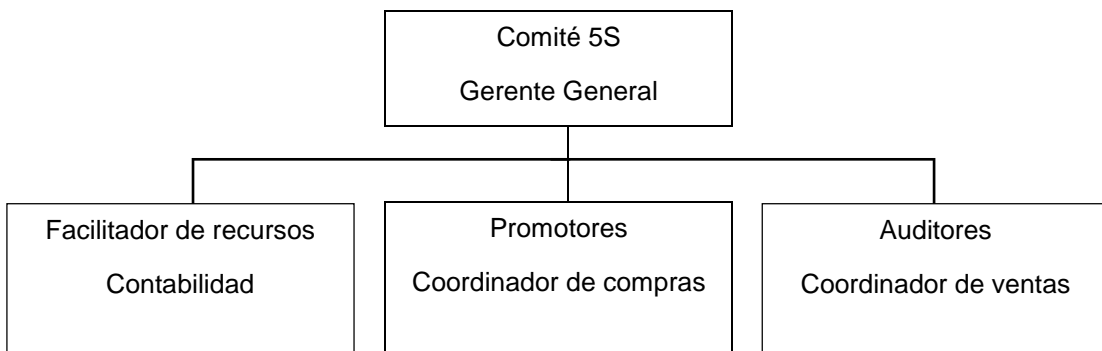 Comité 5S
Gerente General
Facilitador de recursos
Contabilidad
Promotores
Coordinador de compras
Auditores
Coordinador de ventas